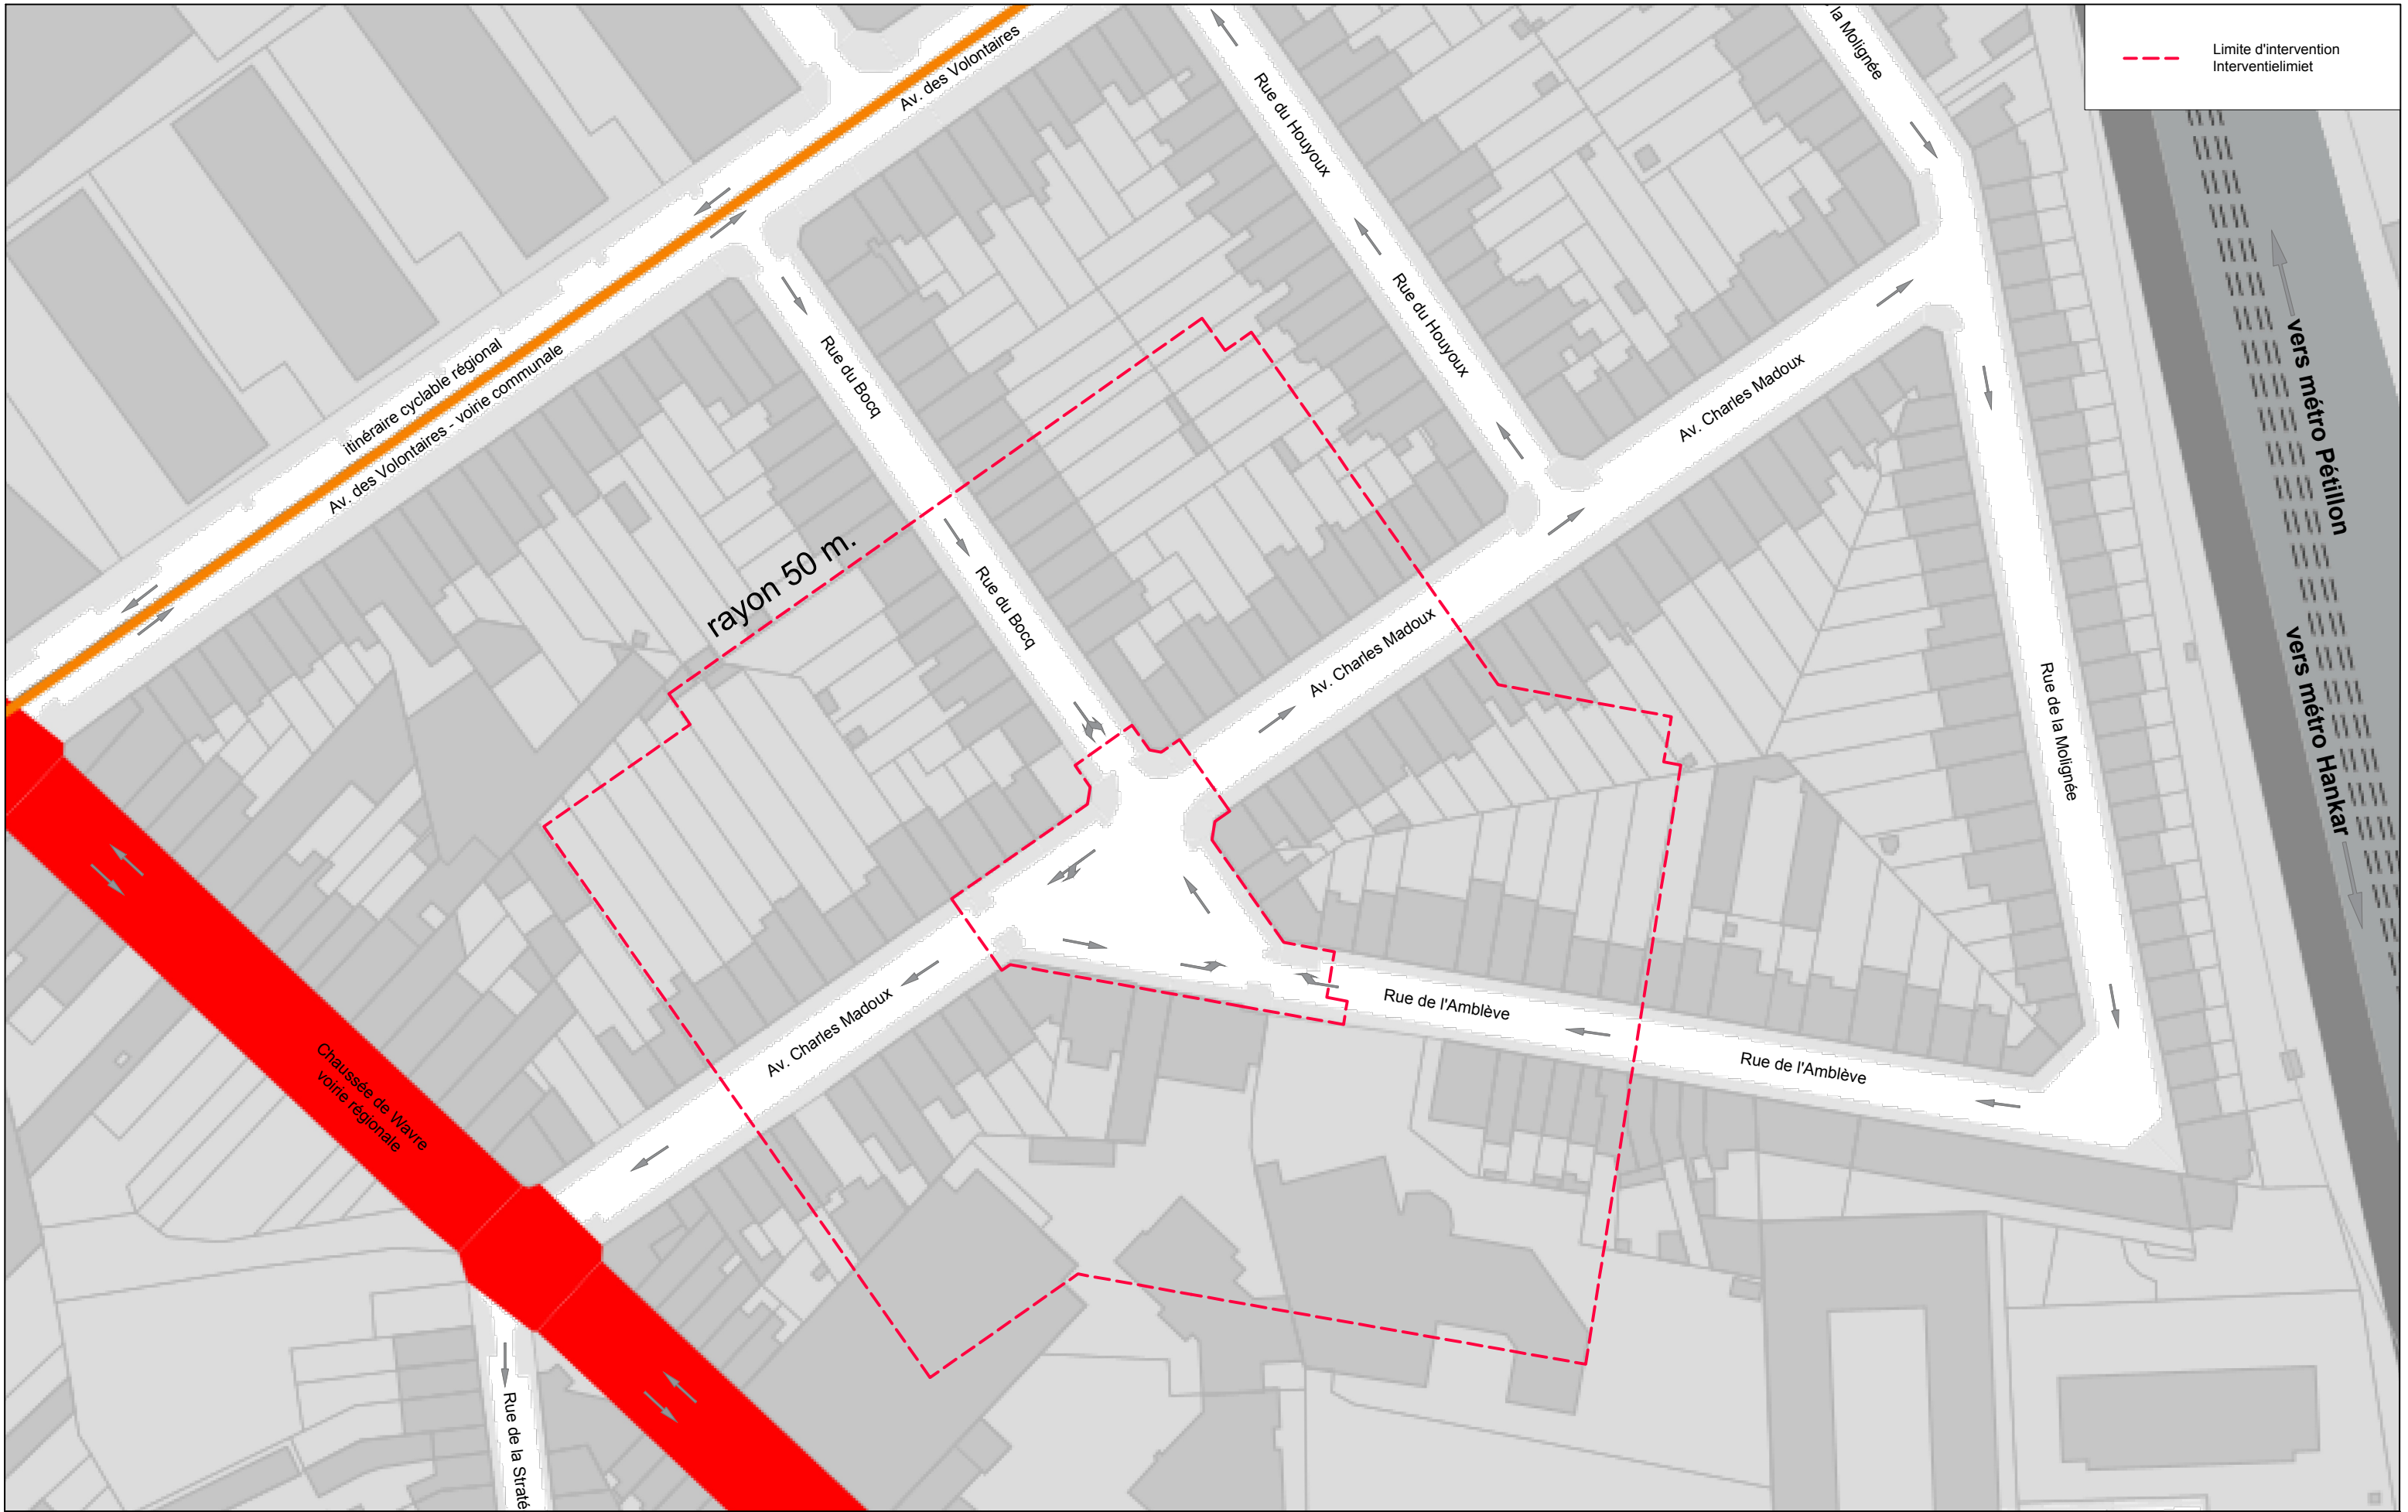 la Molignée
Limite d'intervention
Interventielimiet
Av. des Volontaires
Rue du Houyoux
Rue du Houyoux
Rue du Bocq
itinéraire cyclable régional
Av. des Volontaires - voirie communale
Av. Charles Madoux
vers métro Pétillon
rayon 50 m.
Rue du Bocq
Av. Charles Madoux
vers métro Hankar
Rue de la Molignée
Rue de l'Amblève
Av. Charles Madoux
Rue de l'Amblève
Chaussée de Wavre
voirie régionale
Rue de la Straté